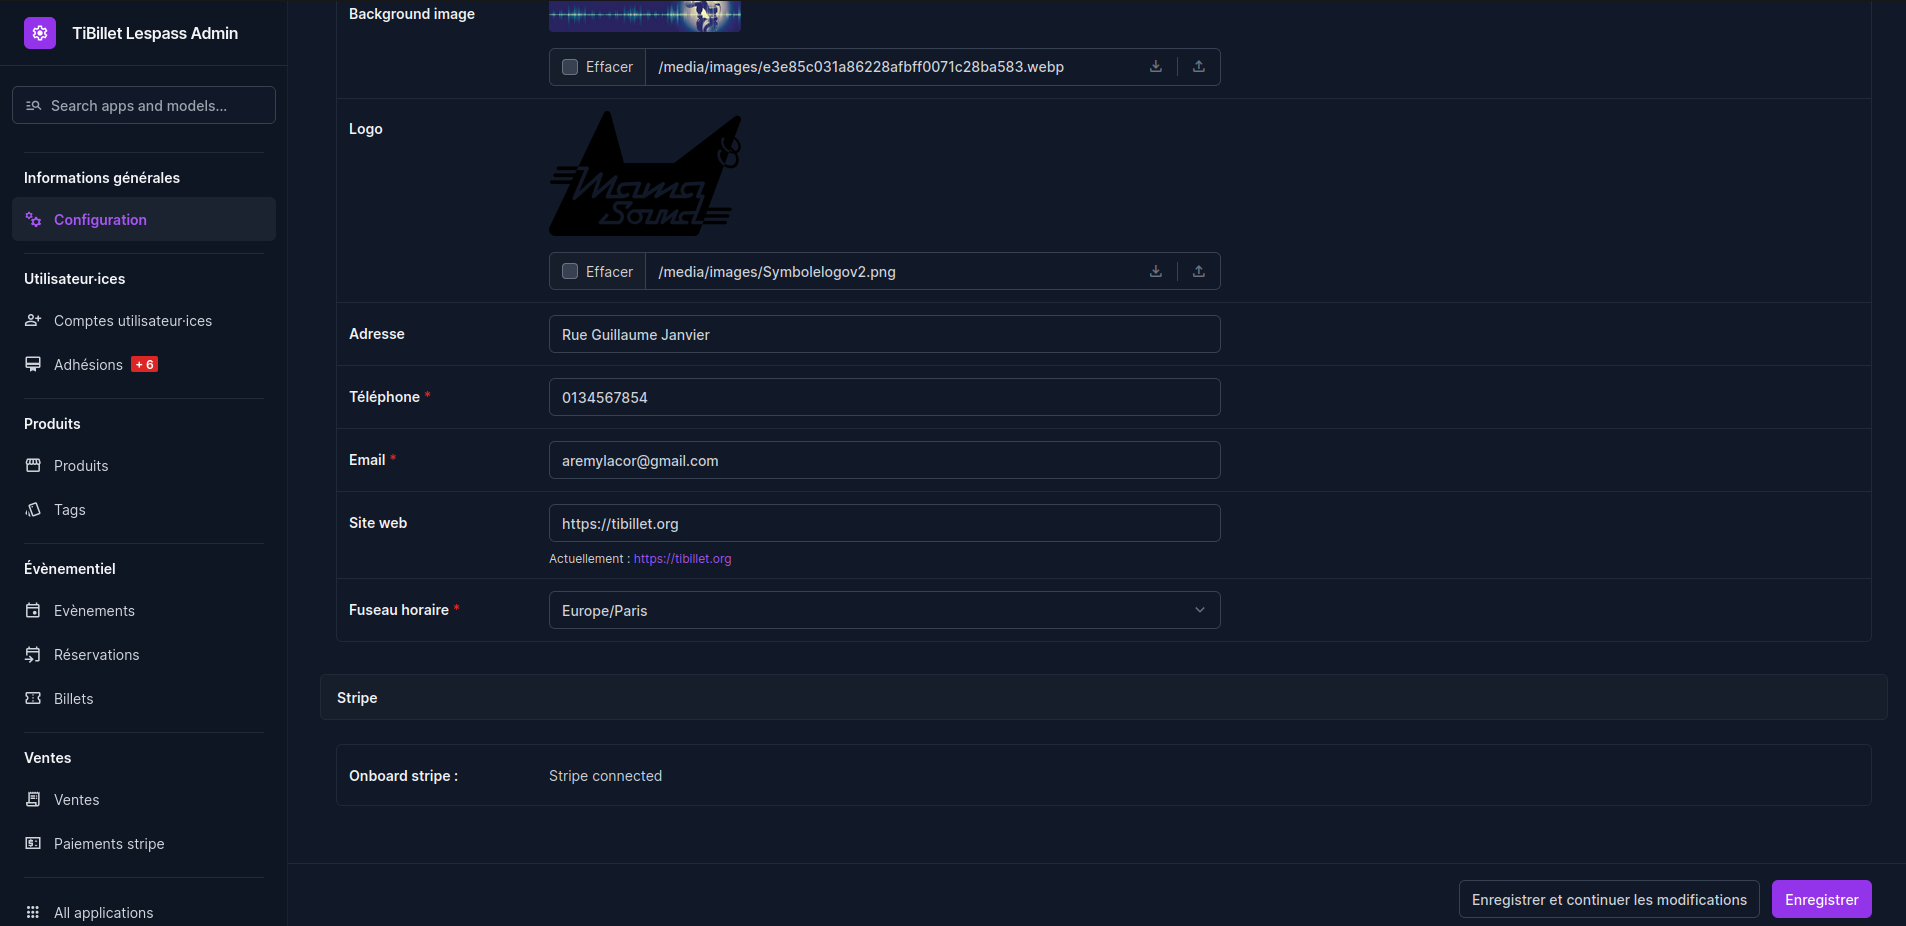 TiBillet Lespass Admin
Search apps and models...
Informations générales
Configuration
Utilisateur·ices
Comptes utilisateur·ices
Adhésions + 6
Produits
Produits
Tags
Évènementiel
Evènements
Réservations
Billets
Ventes
Ventes
Paiements stripe
All applications
Background image
Effacer /media/images/e3e85c031a86228afbff0071c28ba583.webp
Logo
Mama
Sound
Effacer /media/images/Symbolelogov2.png
Adresse Rue Guillaume Janvier
Téléphone * 0134567854
Email * aremylacor@gmail.com
Site web https://tibillet.org
Actuellement : https://tibillet.org
Fuseau horaire * Europe/Paris
Stripe
Onboard stripe : Stripe connected
Enregistrer et continuer les modifications Enregistrer